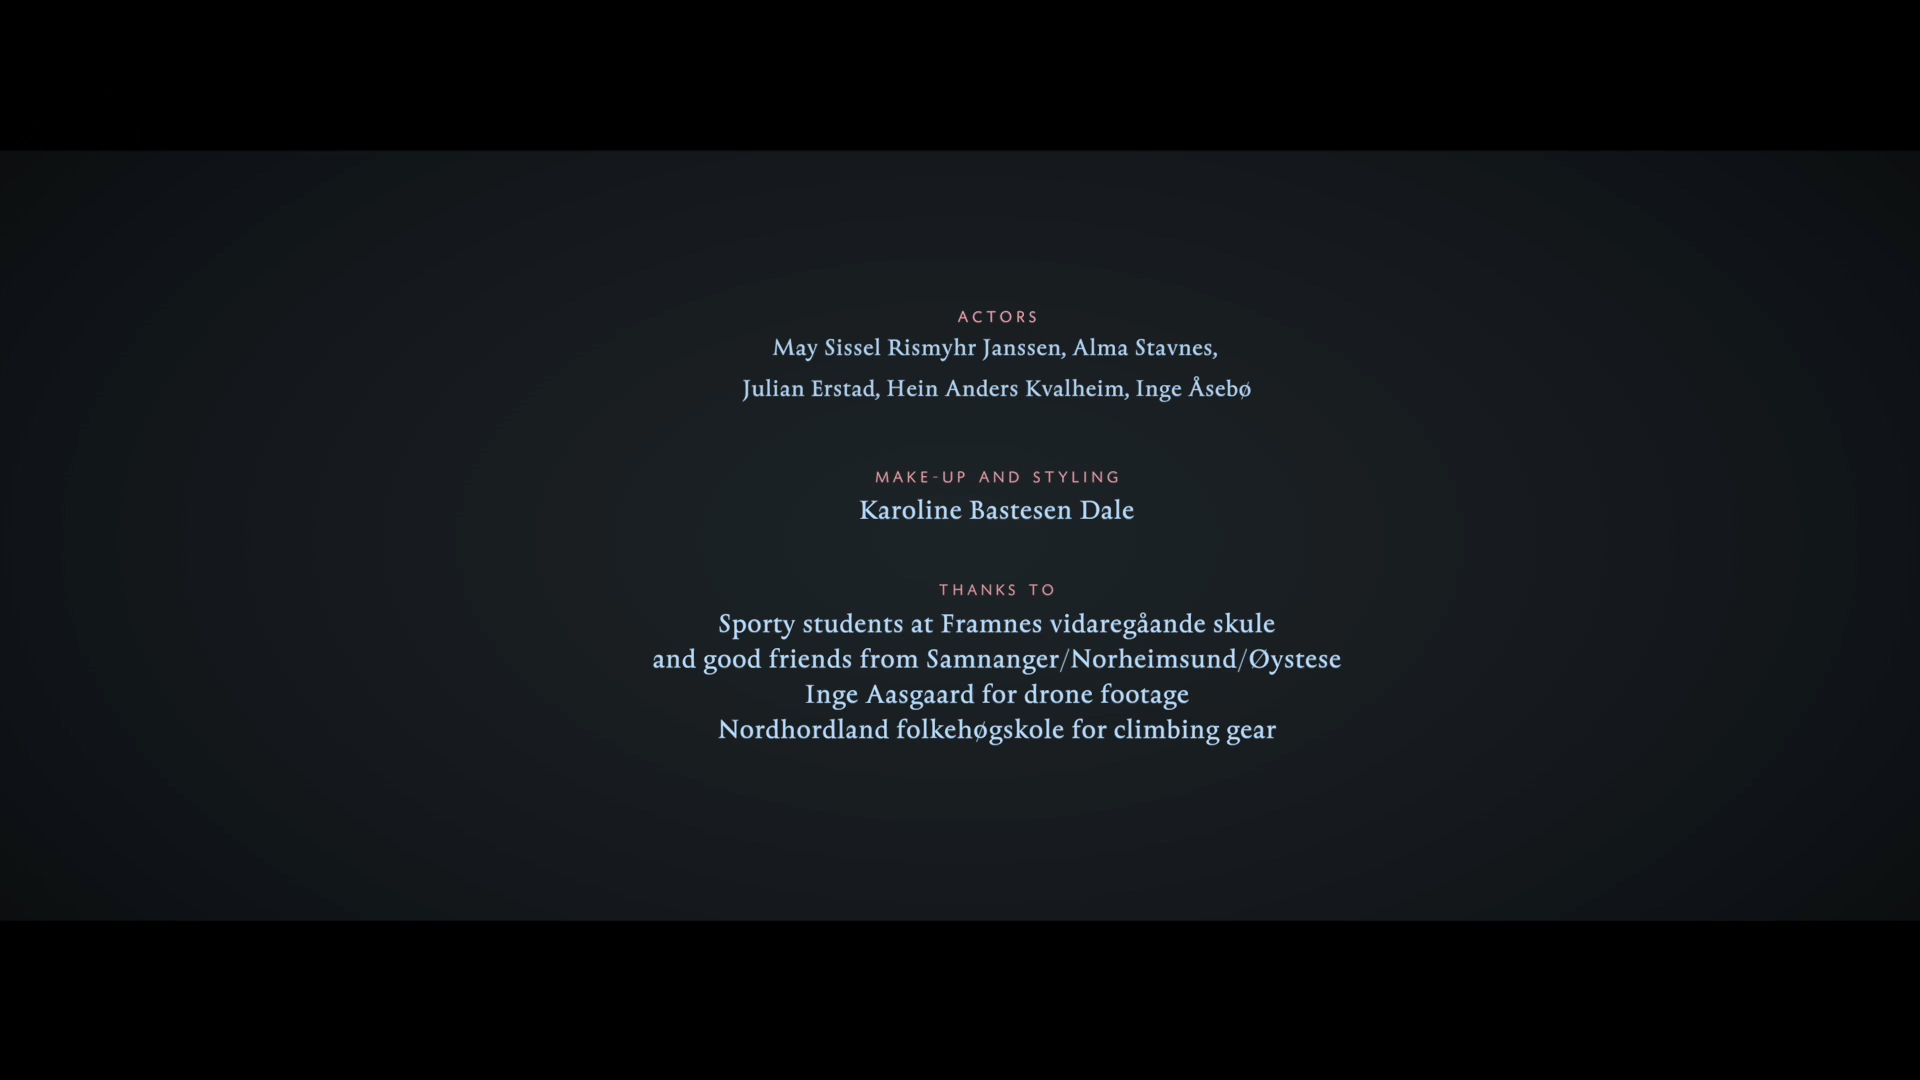 ACTORS
May Sissel Rismyhr Janssen, Alma Stavnes,
Julian Erstad, Hein Anders Kvalheim, Inge Åsebø
MAKE-UP AND STYLING
Karoline Bastesen Dale
THANKS TO
Sporty students at Framnes vidaregåande skule
and good friends from Samnanger/Norheimsund/Øystese
Inge Aasgaard for drone footage
Nordhordland folkehøgskole for climbing gear